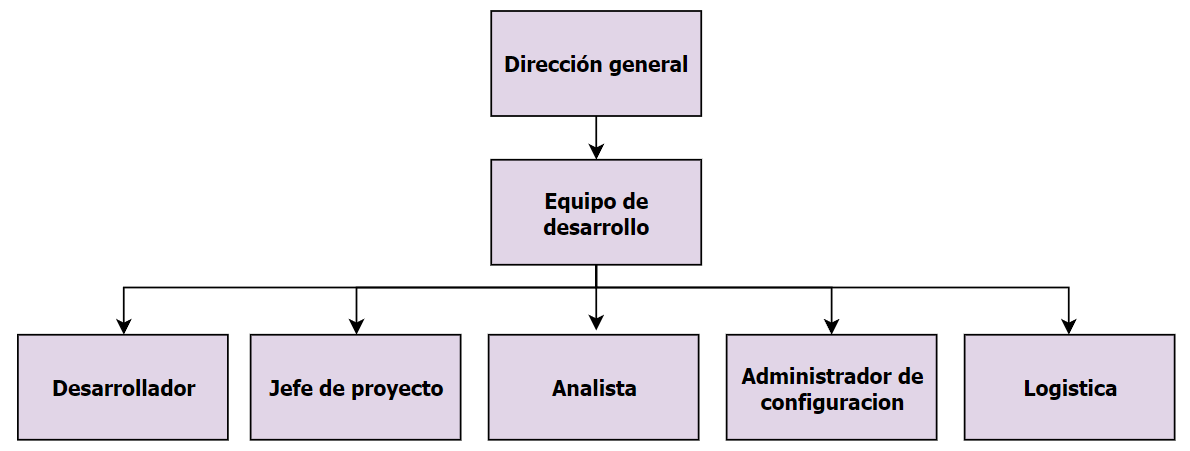 Dirección general
Equipo de
desarrollo
Desarrollador
Jefe de proyecto
Analista
Administrador de
configuracion
Logistica